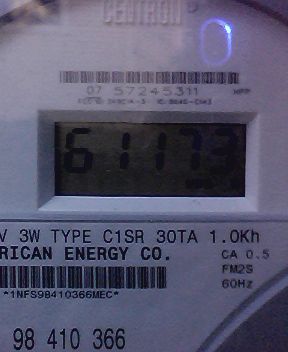 CENTRON
07 57245311
61173
V 3W TYPE C1SR 30TA 1.0Kh
RICAN ENERGY CO. CA 0.5
FM2S
*1NFS98410366MEC* 60Hz
98 410 366